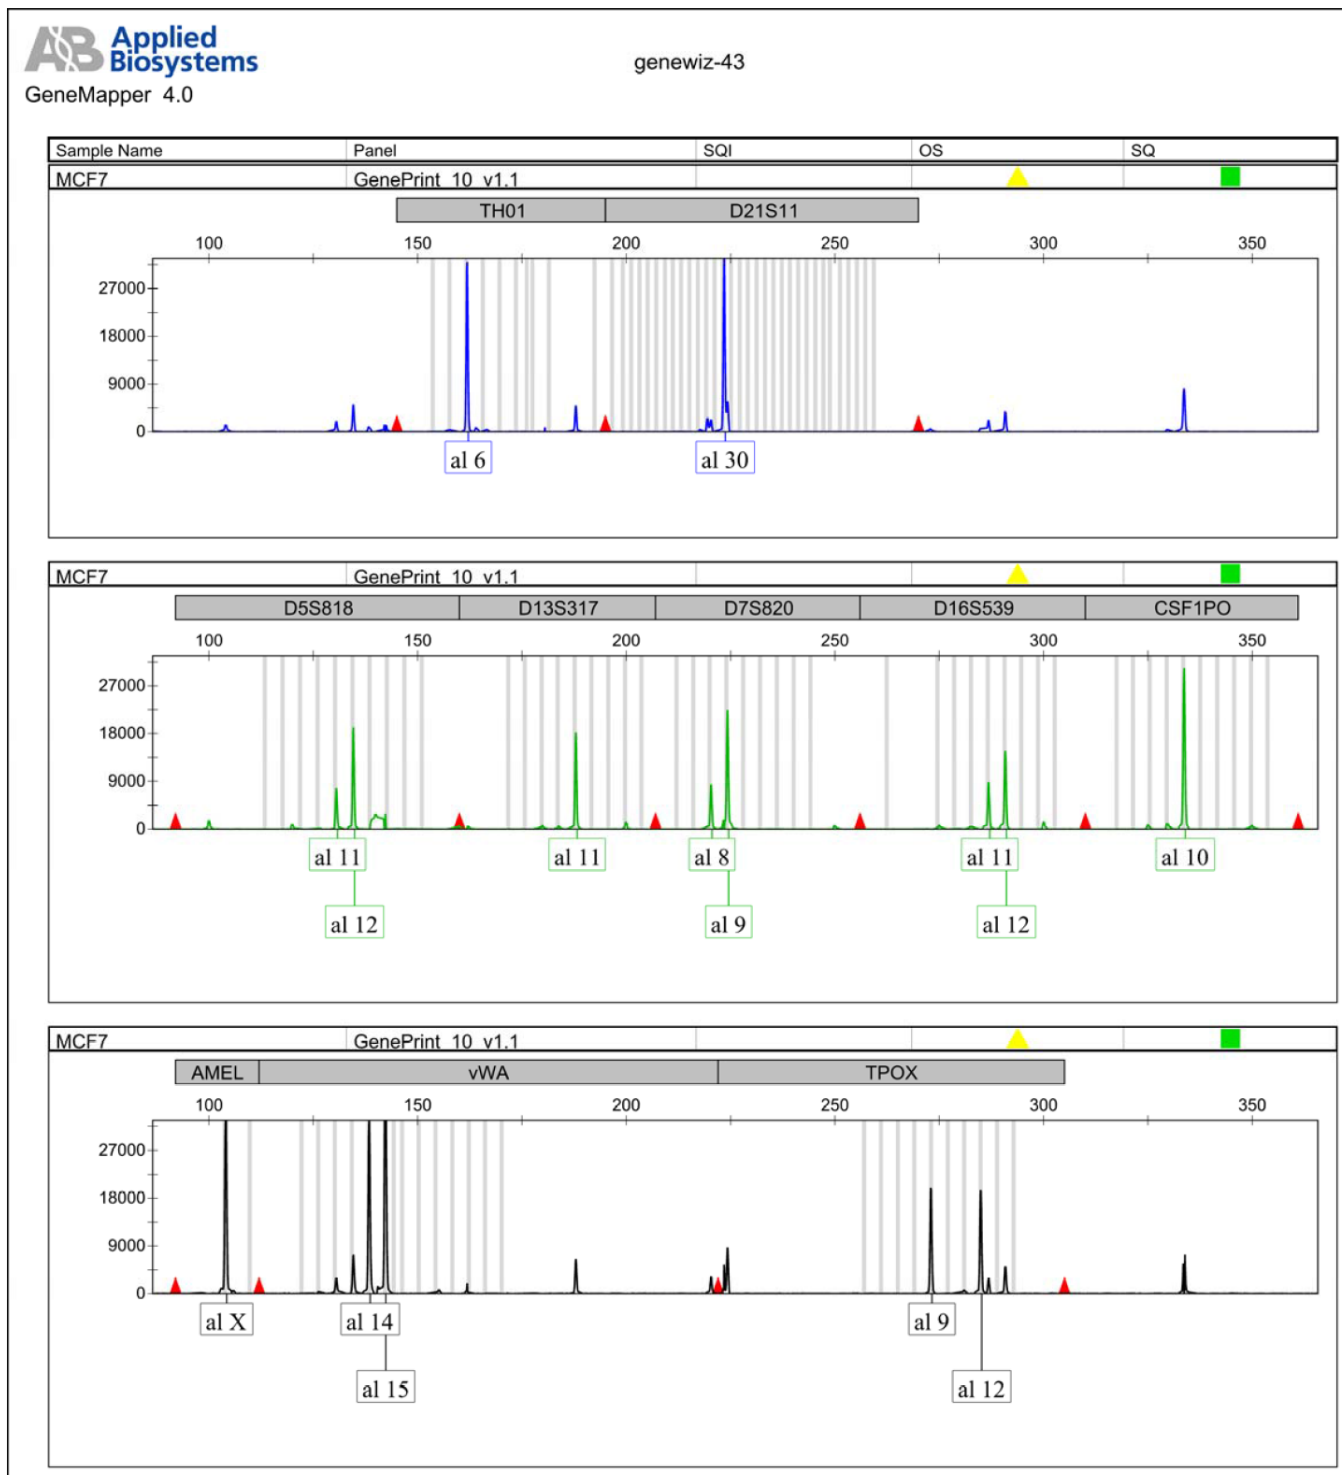 AB Applied
Biosystems
genewiz-43
GeneMapper 4.0
Sample Name Panel SQI OS SQ
MCF7 GenePrint_10_v1.1
TH01 D21S11
100 150 200 250 300 350
27000
18000
9000
0
al 6 al 30
MCF7 GenePrint_10_v1.1
D5S818 D13S317 D7S820 D16S539 CSF1PO
100 150 200 250 300 350
27000
18000
9000
0
al 11 al 11 al 8 al 11 al 10
al 12 al 9 al 12
MCF7 GenePrint_10_v1.1
AMEL vWA TPOX
100 150 200 250 300 350
27000
18000
9000
0
al X al 14 al 9
al 15 al 12